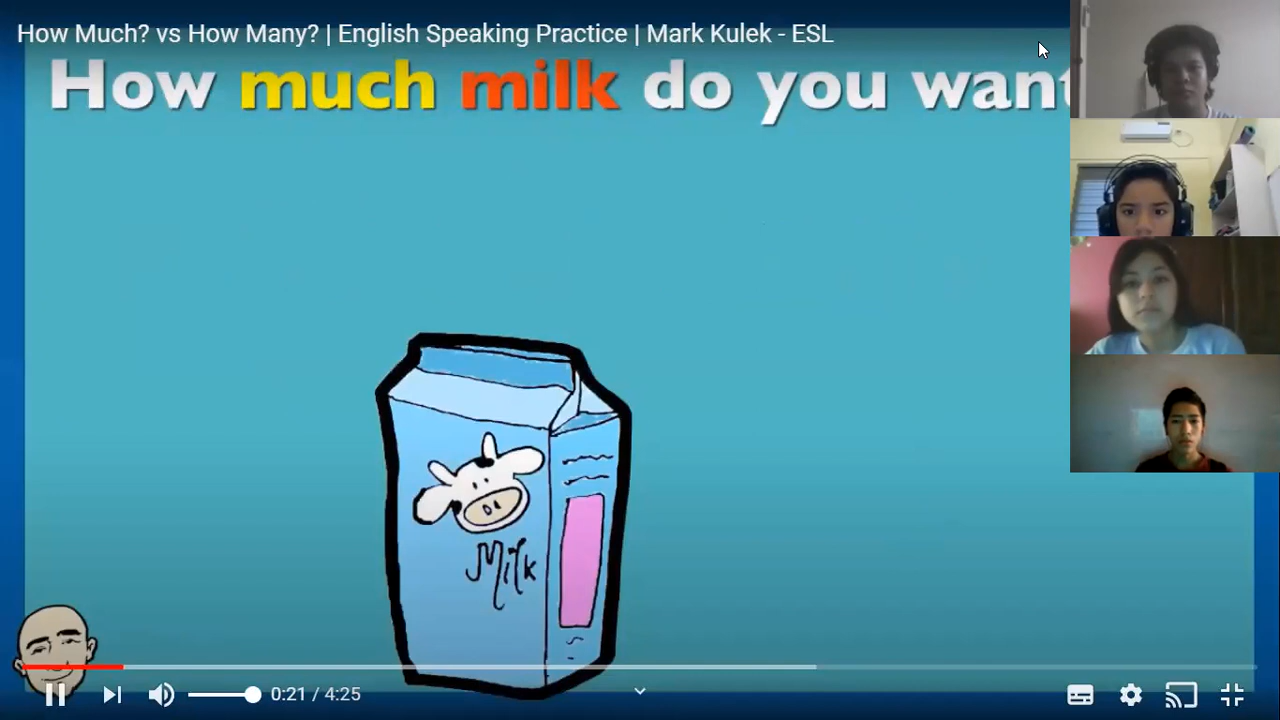 How Much? vs How Many? | English Speaking Practice | Mark Kulek - ESL
How much milk do you want
Milk
0:21 / 4:25